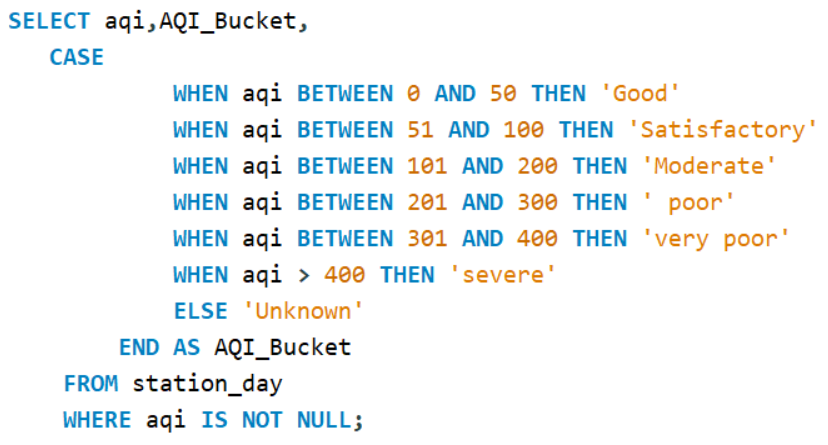 SELECT aqi,AQI_Bucket,
CASE
WHEN aqi BETWEEN 0 AND 50 THEN 'Good'
WHEN aqi BETWEEN 51 AND 100 THEN 'Satisfactory'
WHEN aqi BETWEEN 101 AND 200 THEN 'Moderate'
WHEN aqi BETWEEN 201 AND 300 THEN ' poor'
WHEN aqi BETWEEN 301 AND 400 THEN 'very poor'
WHEN aqi > 400 THEN 'severe'
ELSE 'Unknown'
END AS AQI_Bucket
FROM station_day
WHERE aqi IS NOT NULL;